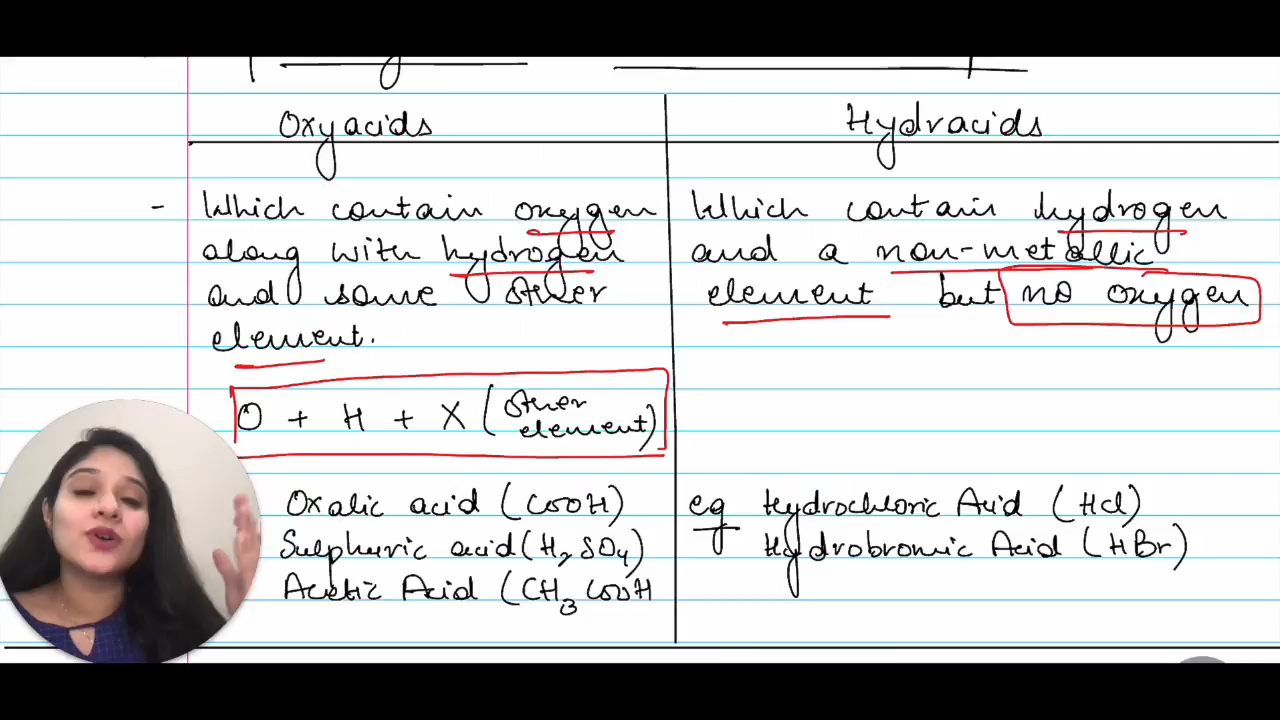 Oxyacids
Hydracids
- Which contain oxygen
along with hydrogen
and some other
element.
O + H + X (other
element)
Oxalic acid (COOH)
Sulphuric acid (H2SO4)
Acetic Acid (CH3COOH
Which contain hydrogen
and a non-metallic
element but no oxygen
eg Hydrochloric Acid (HCl)
Hydrobromic Acid (HBr)